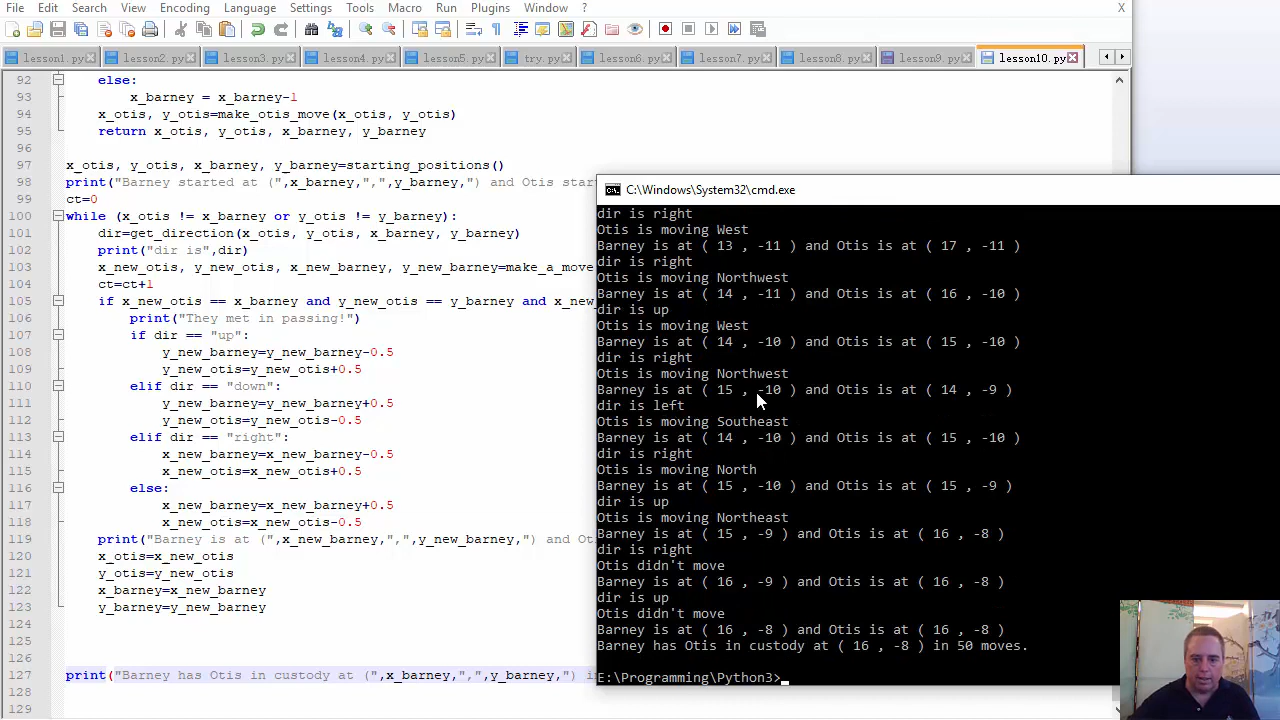 File Edit Search View Encoding Language Settings Tools Macro Run Plugins Window ? X
lesson1.py lesson2.py lesson3.py lesson4.py lesson5.py try.py lesson6.py lesson7.py lesson8.py lesson9.py lesson10.py
92 else:
93 x_barney = x_barney-1
94 x_otis, y_otis=make_otis_move(x_otis, y_otis)
95 return x_otis, y_otis, x_barney, y_barney
96
97 x_otis, y_otis, x_barney, y_barney=starting_positions()
98 print("Barney started at (",x_barney,",",y_barney,") and Otis star
99 ct=0
100 while (x_otis != x_barney or y_otis != y_barney):
101 dir=get_direction(x_otis, y_otis, x_barney, y_barney)
102 print("dir is",dir)
103 x_new_otis, y_new_otis, x_new_barney, y_new_barney=make_a_move
104 ct=ct+1
105 if x_new_otis == x_barney and y_new_otis == y_barney and x_new
106 print("They met in passing!")
107 if dir == "up":
108 y_new_barney=y_new_barney-0.5
109 y_new_otis=y_new_otis+0.5
110 elif dir == "down":
111 y_new_barney=y_new_barney+0.5
112 y_new_otis=y_new_otis-0.5
113 elif dir == "right":
114 x_new_barney=x_new_barney-0.5
115 x_new_otis=x_new_otis+0.5
116 else:
117 x_new_barney=x_new_barney+0.5
118 x_new_otis=x_new_otis-0.5
119 print("Barney is at (",x_new_barney,",",y_new_barney,") and Ot
120 x_otis=x_new_otis
121 y_otis=y_new_otis
122 x_barney=x_new_barney
123 y_barney=y_new_barney
124
125
126
127 print("Barney has Otis in custody at (",x_barney,",",y_barney,") i
128
129
C:\Windows\System32\cmd.exe
dir is right
Otis is moving West
Barney is at ( 13 , -11 ) and Otis is at ( 17 , -11 )
dir is right
Otis is moving Northwest
Barney is at ( 14 , -11 ) and Otis is at ( 16 , -10 )
dir is up
Otis is moving West
Barney is at ( 14 , -10 ) and Otis is at ( 15 , -10 )
dir is right
Otis is moving Northwest
Barney is at ( 15 , -10 ) and Otis is at ( 14 , -9 )
dir is left
Otis is moving Southeast
Barney is at ( 14 , -10 ) and Otis is at ( 15 , -10 )
dir is right
Otis is moving North
Barney is at ( 15 , -10 ) and Otis is at ( 15 , -9 )
dir is up
Otis is moving Northeast
Barney is at ( 15 , -9 ) and Otis is at ( 16 , -8 )
dir is right
Otis didn't move
Barney is at ( 16 , -9 ) and Otis is at ( 16 , -8 )
dir is up
Otis didn't move
Barney is at ( 16 , -8 ) and Otis is at ( 16 , -8 )
Barney has Otis in custody at ( 16 , -8 ) in 50 moves.
E:\Programming\Python3>